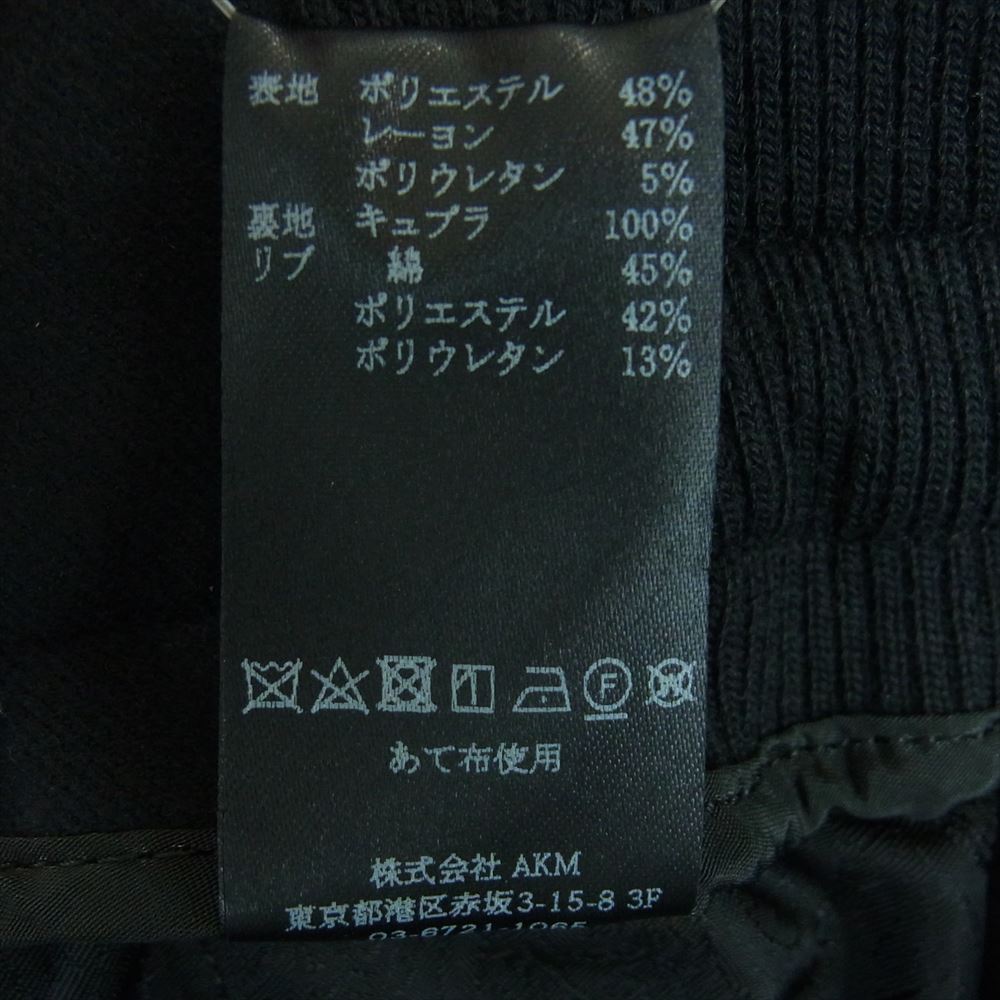 表地 ポリエステル 48%
レーヨン 47%
ポリウレタン 5%
裏地 キュプラ 100%
リブ 綿 45%
ポリエステル 42%
ポリウレタン 13%
F W
あて布使用
株式会社 AKM
東京都港区赤坂3-15-8 3F
03-6721-1065